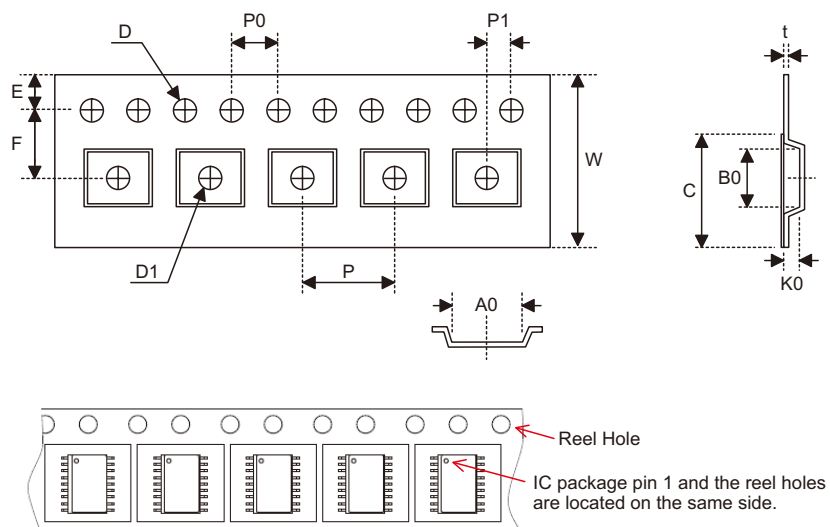 D
P0
P1
t
E
F
W
C
B0
D1
P
K0
A0
Reel Hole
IC package pin 1 and the reel holes
are located on the same side.